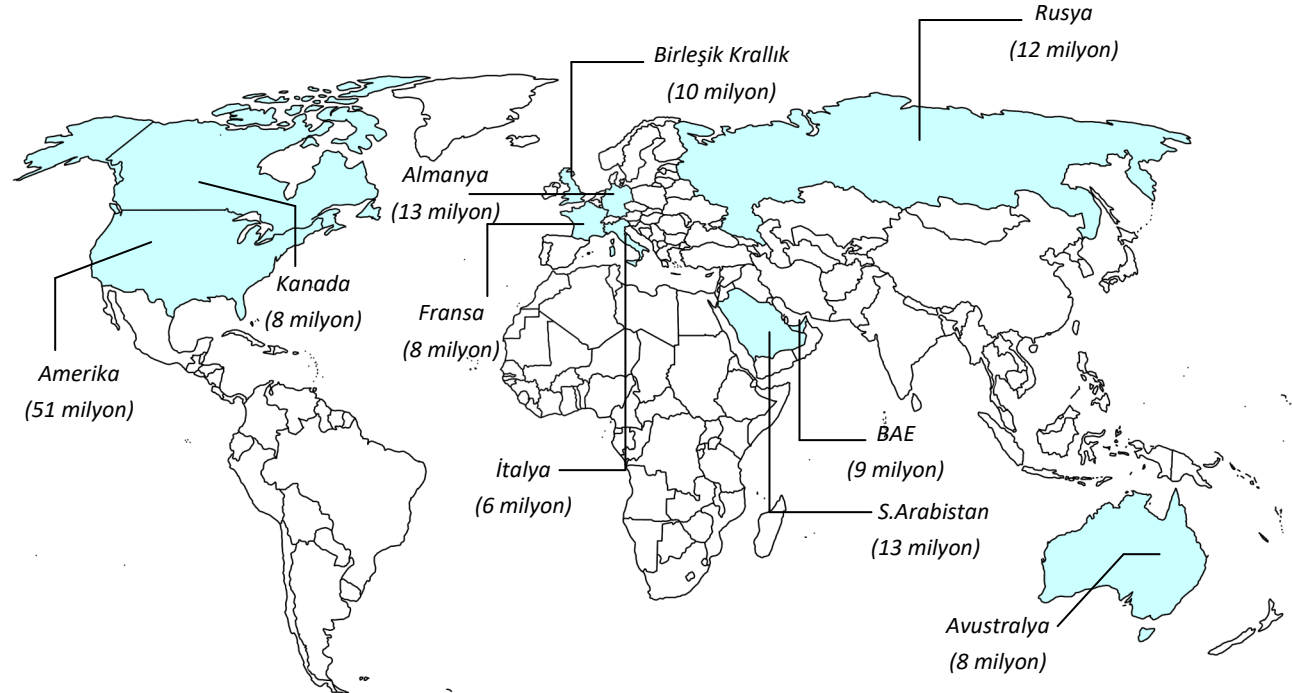 Rusya
(12 milyon)
Birleşik Krallık
(10 milyon)
Almanya
(13 milyon)
Kanada
(8 milyon)
Fransa
(8 milyon)
Amerika
(51 milyon)
BAE
(9 milyon)
İtalya
(6 milyon)
S.Arabistan
(13 milyon)
Avustralya
(8 milyon)